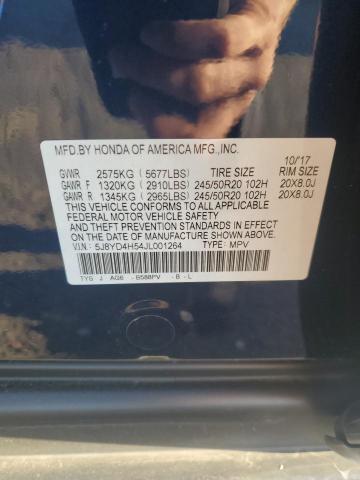 MFD.BY HONDA OF AMERICA MFG.,INC.
10/17
GVWR 2575KG (5677LBS) TIRE SIZE RIM SIZE
GAWR F 1320KG (2910LBS) 245/50R20 102H 20X8.0J
GAWR R 1345KG (2965LBS) 245/50R20 102H 20X8.0J
THIS VEHICLE CONFORMS TO ALL APPLICABLE
FEDERAL MOTOR VEHICLE SAFETY
AND THEFT PREVENTION STANDARDS IN EFFECT
ON THE DATE OF MANUFACTURE SHOWN ABOVE.
V.I.N.: 5J8YD4H54JL001264 TYPE: MPV
TYS J AQ6 -B588PV -B -L